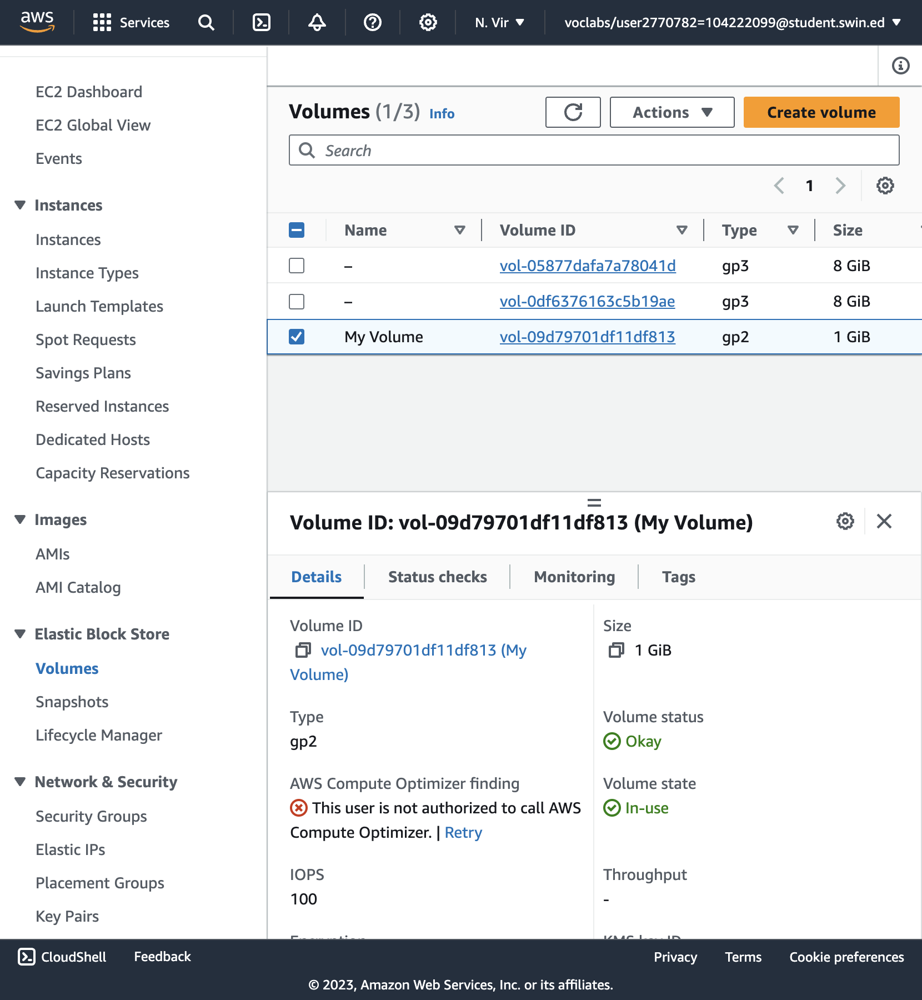 aws
Services
N. Vir
voclabs/user2770782=104222099@student.swin.ed
EC2 Dashboard
EC2 Global View
Events
Instances
Instances
Instance Types
Launch Templates
Spot Requests
Savings Plans
Reserved Instances
Dedicated Hosts
Capacity Reservations
Images
AMIs
AMI Catalog
Elastic Block Store
Volumes
Snapshots
Lifecycle Manager
Network & Security
Security Groups
Elastic IPs
Placement Groups
Key Pairs
Volumes (1/3) Info
Actions
Create volume
Search
1
Name Volume ID Type Size
– vol-05877dafa7a78041d gp3 8 GiB
– vol-0df6376163c5b19ae gp3 8 GiB
My Volume vol-09d79701df11df813 gp2 1 GiB
Volume ID: vol-09d79701df11df813 (My Volume)
Details Status checks Monitoring Tags
Volume ID
vol-09d79701df11df813 (My
Volume)
Size
1 GiB
Type
gp2
Volume status
Okay
AWS Compute Optimizer finding
This user is not authorized to call AWS
Compute Optimizer. | Retry
Volume state
In-use
IOPS
100
Throughput
-
Encryption
KMS key ID
CloudShell Feedback Privacy Terms Cookie preferences
© 2023, Amazon Web Services, Inc. or its affiliates.